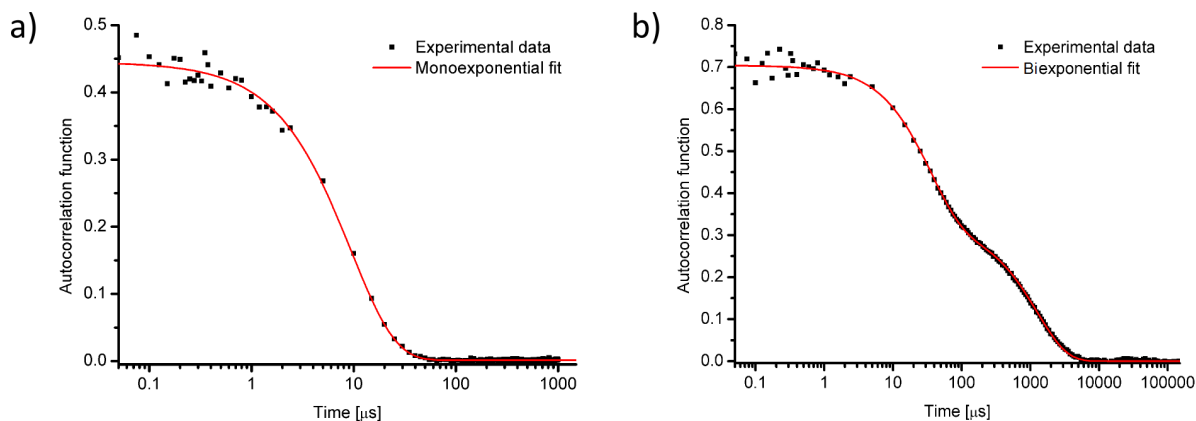 a)
0.5
0.4
0.3
0.2
0.1
0.0
Autocorrelation function
Experimental data
Monoexponential fit
0.1 1 10 100 1000
Time [μs]
b)
0.8
0.7
0.6
0.5
0.4
0.3
0.2
0.1
0.0
Autocorrelation function
Experimental data
Biexponential fit
0.1 1 10 100 1000 10000 100000
Time [μs]